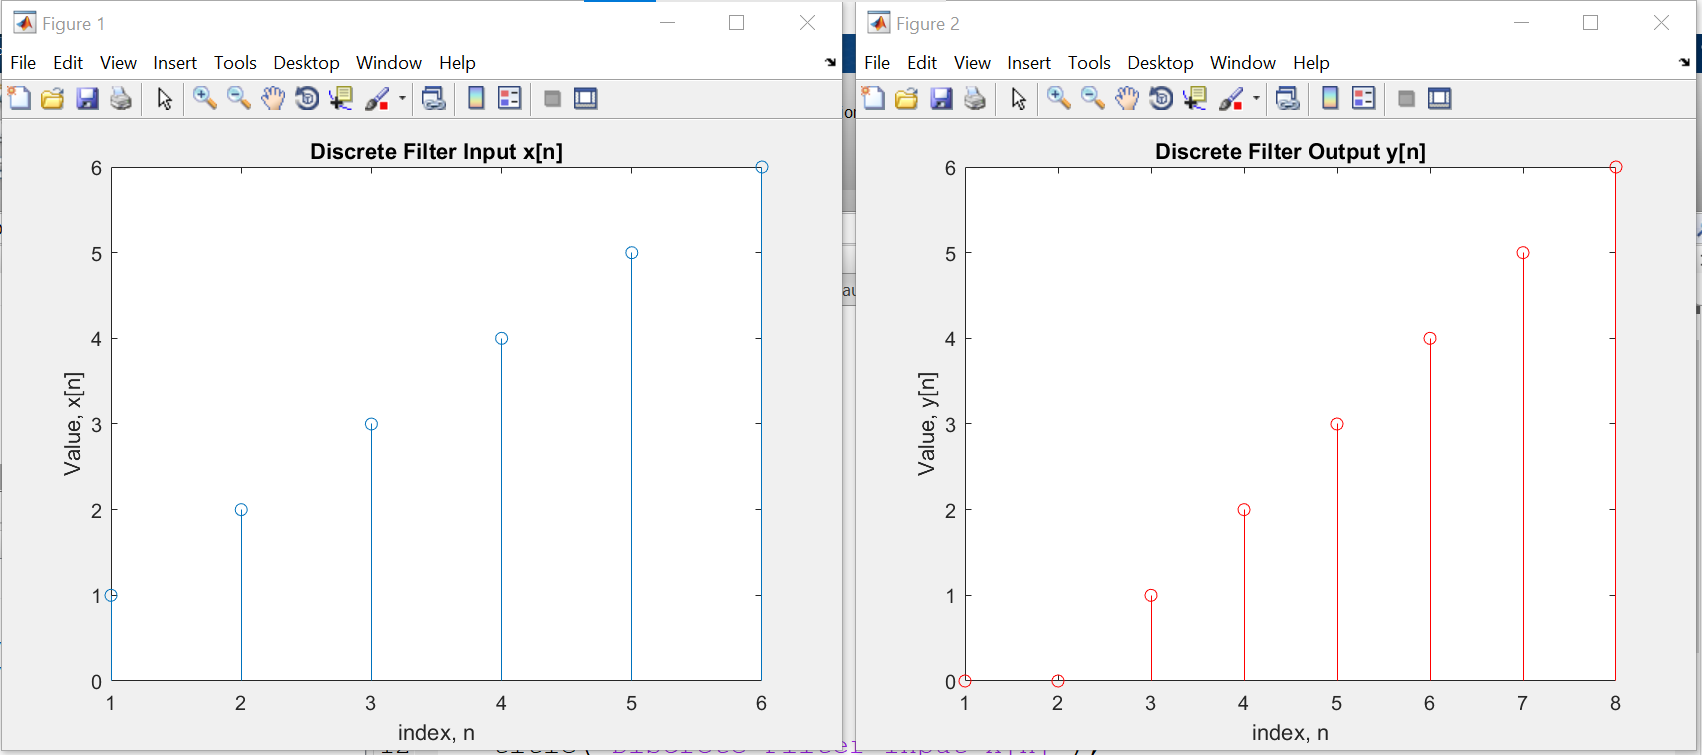 Figure 1
File Edit View Insert Tools Desktop Window Help
Discrete Filter Input x[n]
6
5
4
3
2
1
0
Value, x[n]
1 2 3 4 5 6
index, n
Figure 2
File Edit View Insert Tools Desktop Window Help
Discrete Filter Output y[n]
6
5
4
3
2
1
0
Value, y[n]
1 2 3 4 5 6 7 8
index, n